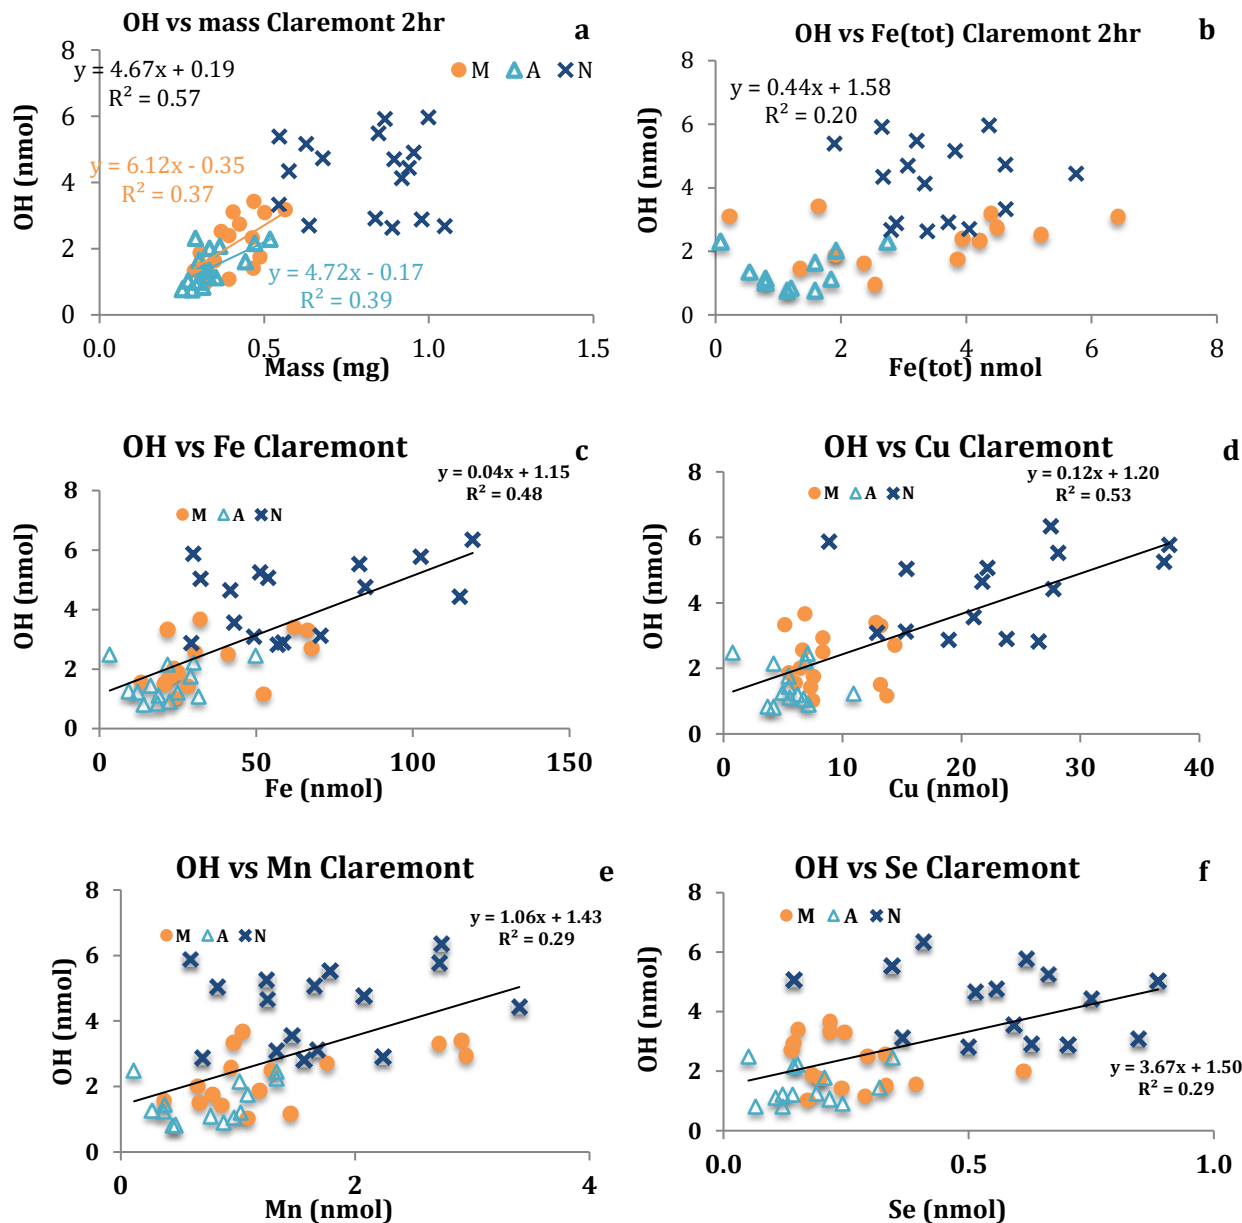 OH vs mass Claremont 2hr
a
8
y = 4.67x + 0.19
R² = 0.57
M A N
6
y = 6.12x - 0.35
R² = 0.37
4
2
y = 4.72x - 0.17
R² = 0.39
0
0.0 0.5 1.0 1.5
OH (nmol)
Mass (mg)
OH vs Fe(tot) Claremont 2hr
b
8
y = 0.44x + 1.58
R² = 0.20
6
4
2
0
0 2 4 6 8
OH (nmol)
Fe(tot) nmol
OH vs Fe Claremont
c
y = 0.04x + 1.15
R² = 0.48
8
M A N
6
4
2
0
0 50 100 150
OH (nmol)
Fe (nmol)
OH vs Cu Claremont
d
y = 0.12x + 1.20
R² = 0.53
8
M A N
6
4
2
0
0 10 20 30 40
OH (nmol)
Cu (nmol)
OH vs Mn Claremont
e
8
y = 1.06x + 1.43
R² = 0.29
M A N
6
4
2
0
0 2 4
OH (nmol)
Mn (nmol)
OH vs Se Claremont
f
8
M A N
6
4
2
y = 3.67x + 1.50
R² = 0.29
0
0.0 0.5 1.0
OH (nmol)
Se (nmol)